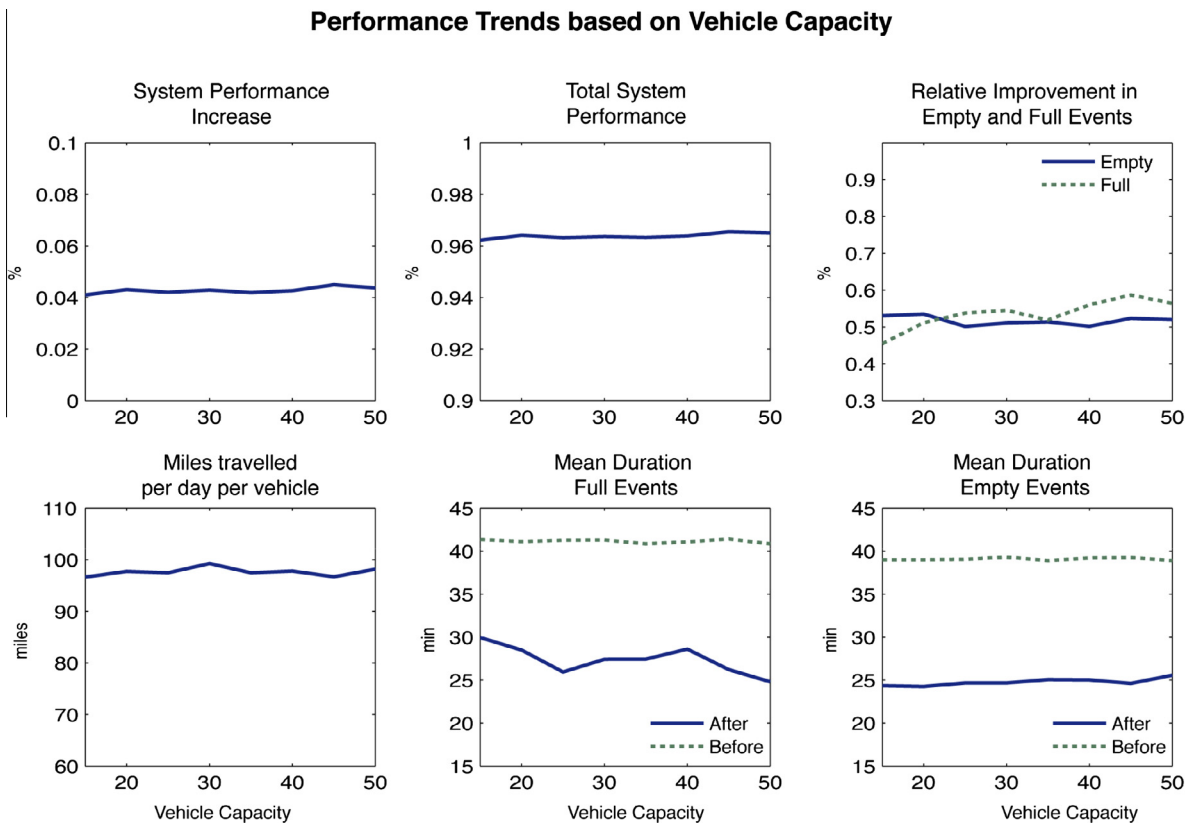 Performance Trends based on Vehicle Capacity
System Performance
Increase
0.1
0.08
0.06
0.04
0.02
0
%
20 30 40 50
Total System
Performance
1
0.98
0.96
0.94
0.92
0.9
%
20 30 40 50
Relative Improvement in
Empty and Full Events
0.9
0.8
0.7
0.6
0.5
0.4
0.3
%
Empty
Full
20 30 40 50
Miles travelled
per day per vehicle
110
100
90
80
70
60
miles
20 30 40 50
Vehicle Capacity
Mean Duration
Full Events
45
40
35
30
25
20
15
min
After
Before
20 30 40 50
Vehicle Capacity
Mean Duration
Empty Events
45
40
35
30
25
20
15
min
After
Before
20 30 40 50
Vehicle Capacity